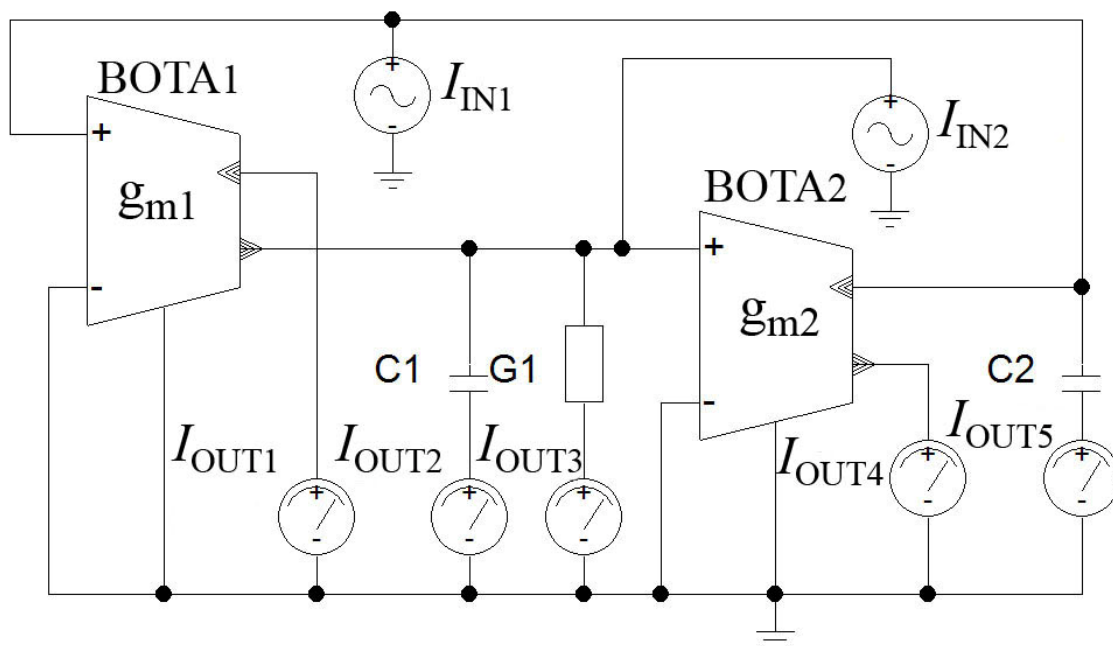 BOTA1
+
-
g_m1
+
-
I_IN1
+
-
I_IN2
BOTA2
+
-
g_m2
C1
G1
C2
I_OUT1
I_OUT2
I_OUT3
I_OUT4
I_OUT5
+
-
+
-
+
-
+
-
+
-